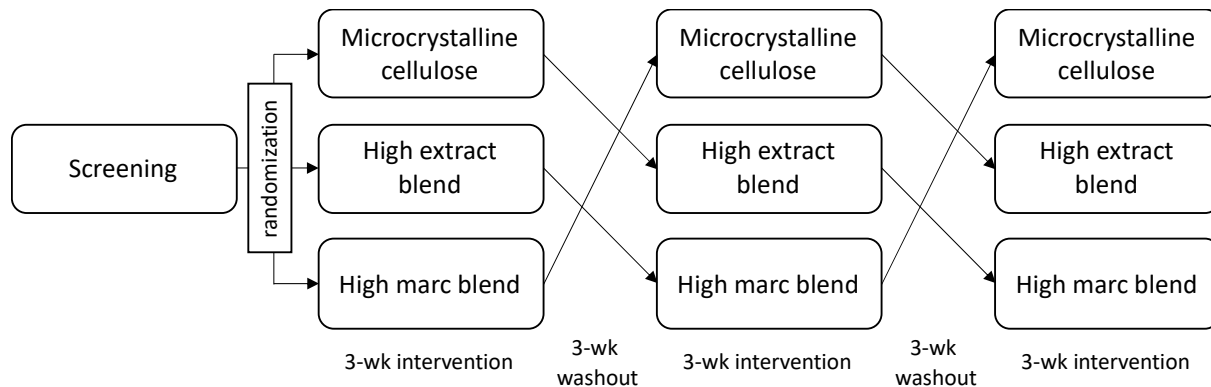 Microcrystalline
cellulose
Microcrystalline
cellulose
Microcrystalline
cellulose
Screening
randomization
High extract
blend
High extract
blend
High extract
blend
High marc blend
High marc blend
High marc blend
3-wk intervention
3-wk
washout
3-wk intervention
3-wk
washout
3-wk intervention